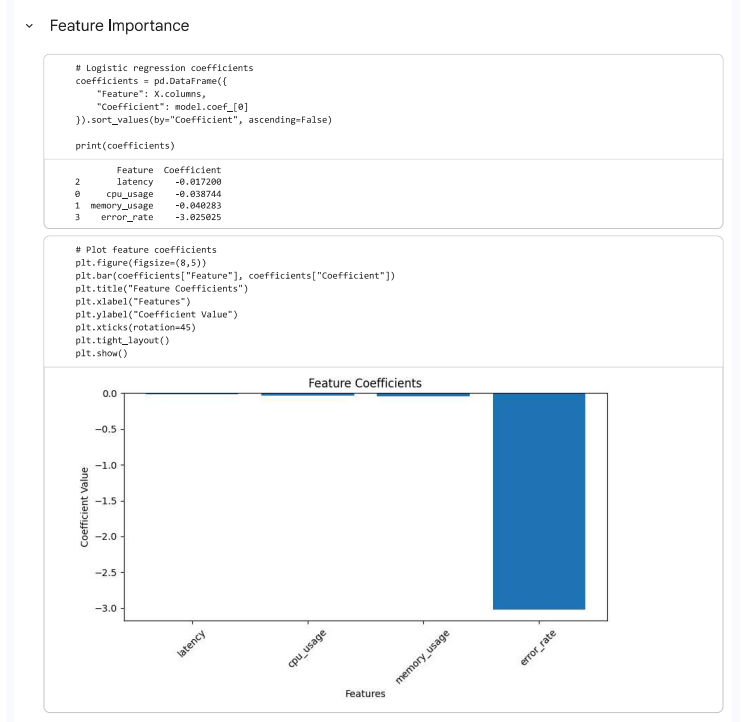 Feature Importance
# Logistic regression coefficients
coefficients = pd.DataFrame({
    "Feature": X.columns,
    "Coefficient": model.coef_[0]
}).sort_values(by="Coefficient", ascending=False)

print(coefficients)
        Feature  Coefficient
2       latency    -0.017200
0     cpu_usage    -0.038744
1  memory_usage    -0.040283
3    error_rate    -3.025025
# Plot feature coefficients
plt.figure(figsize=(8,5))
plt.bar(coefficients["Feature"], coefficients["Coefficient"])
plt.title("Feature Coefficients")
plt.xlabel("Features")
plt.ylabel("Coefficient Value")
plt.xticks(rotation=45)
plt.tight_layout()
plt.show()
Feature Coefficients
Coefficient Value
0.0
−0.5
−1.0
−1.5
−2.0
−2.5
−3.0
latency
cpu_usage
memory_usage
error_rate
Features